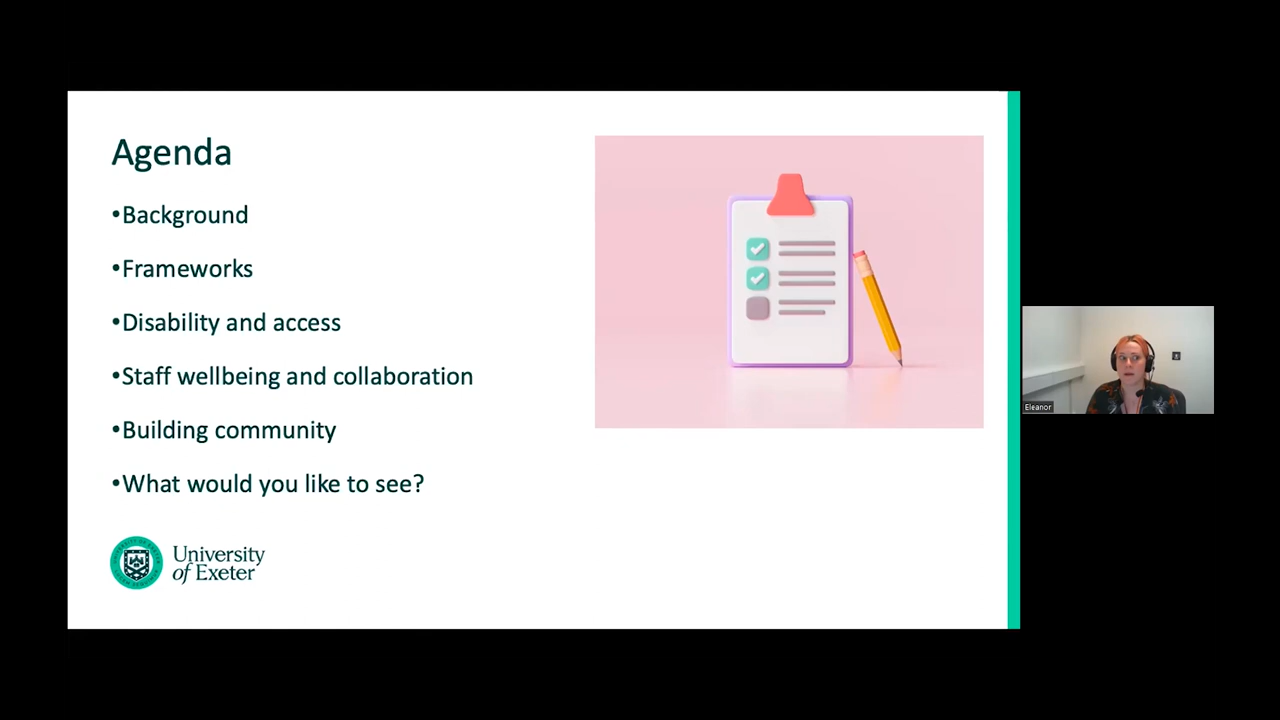 Agenda
•Background
•Frameworks
•Disability and access
•Staff wellbeing and collaboration
•Building community
•What would you like to see?
University
of Exeter
Eleanor